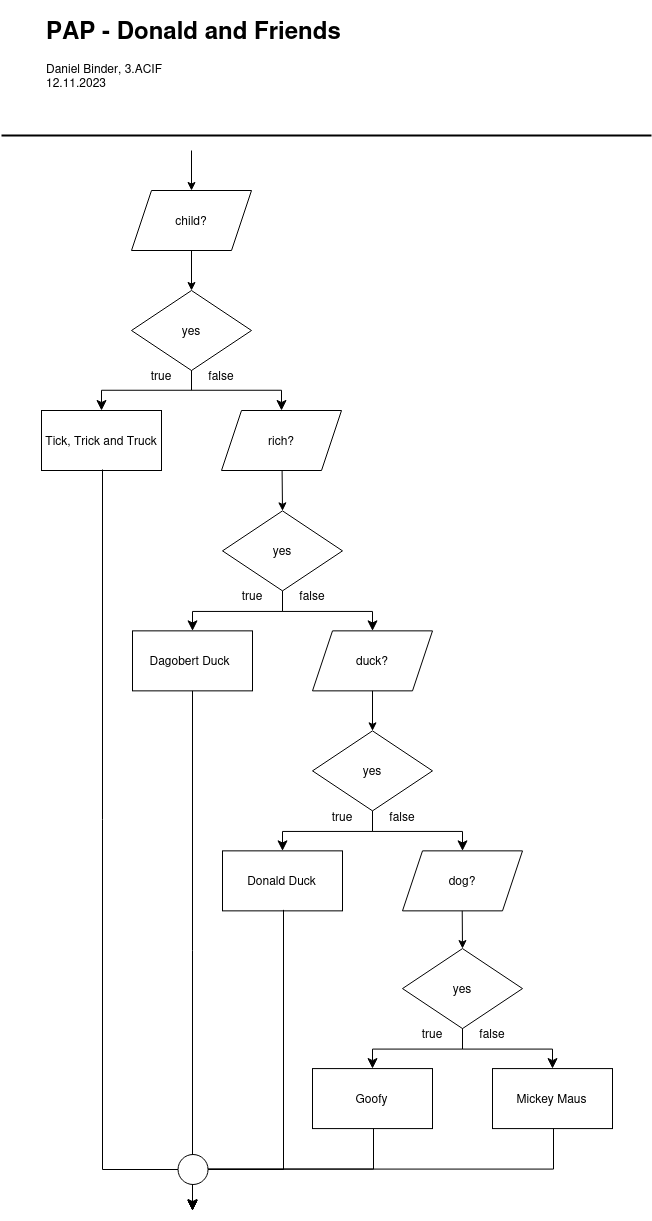 PAP - Donald and Friends
Daniel Binder, 3.ACIF
12.11.2023
child?
yes
true
false
Tick, Trick and Truck
rich?
yes
true
false
Dagobert Duck
duck?
yes
true
false
Donald Duck
dog?
yes
true
false
Goofy
Mickey Maus